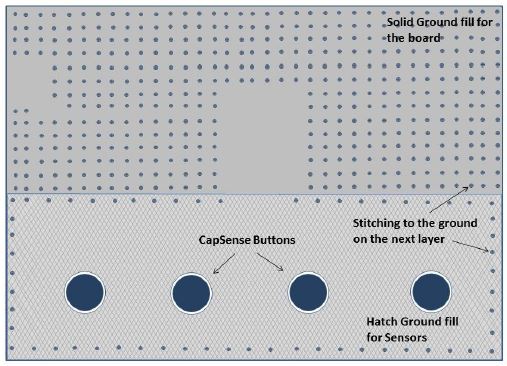 Solid Ground fill for
the board
Stitching to the ground
on the next layer
CapSense Buttons
Hatch Ground fill
for Sensors